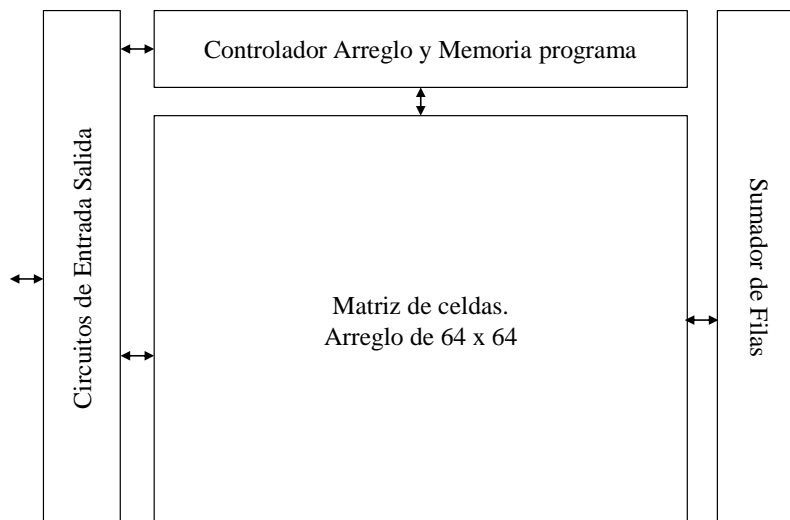 Controlador Arreglo y Memoria programa
Circuitos de Entrada Salida
Matriz de celdas.
Arreglo de 64 x 64
Sumador de Filas